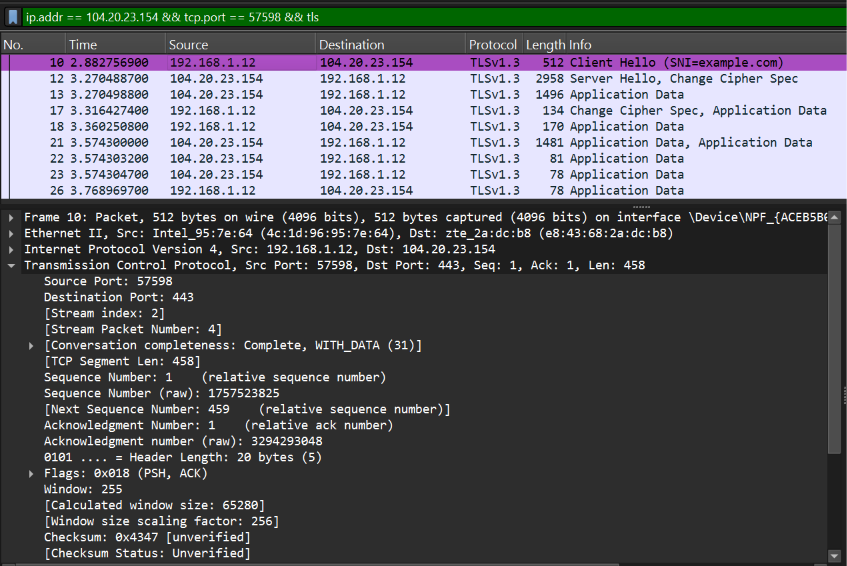 ip.addr == 104.20.23.154 && tcp.port == 57598 && tls
No. Time Source Destination Protocol Length Info
10 2.882756900 192.168.1.12 104.20.23.154 TLSv1.3 512 Client Hello (SNI=example.com)
12 3.270488700 104.20.23.154 192.168.1.12 TLSv1.3 2958 Server Hello, Change Cipher Spec
13 3.270498800 104.20.23.154 192.168.1.12 TLSv1.3 1496 Application Data
17 3.316427400 192.168.1.12 104.20.23.154 TLSv1.3 134 Change Cipher Spec, Application Data
18 3.360250800 192.168.1.12 104.20.23.154 TLSv1.3 170 Application Data
21 3.574300000 104.20.23.154 192.168.1.12 TLSv1.3 1481 Application Data, Application Data
22 3.574303200 104.20.23.154 192.168.1.12 TLSv1.3 81 Application Data
23 3.574304700 104.20.23.154 192.168.1.12 TLSv1.3 78 Application Data
26 3.768969700 192.168.1.12 104.20.23.154 TLSv1.3 78 Application Data
Frame 10: Packet, 512 bytes on wire (4096 bits), 512 bytes captured (4096 bits) on interface \Device\NPF_{ACEB5B6
Ethernet II, Src: Intel_95:7e:64 (4c:1d:96:95:7e:64), Dst: zte_2a:dc:b8 (e8:43:68:2a:dc:b8)
Internet Protocol Version 4, Src: 192.168.1.12, Dst: 104.20.23.154
Transmission Control Protocol, Src Port: 57598, Dst Port: 443, Seq: 1, Ack: 1, Len: 458
Source Port: 57598
Destination Port: 443
[Stream index: 2]
[Stream Packet Number: 4]
[Conversation completeness: Complete, WITH_DATA (31)]
[TCP Segment Len: 458]
Sequence Number: 1 (relative sequence number)
Sequence Number (raw): 1757523825
[Next Sequence Number: 459 (relative sequence number)]
Acknowledgment Number: 1 (relative ack number)
Acknowledgment number (raw): 3294293048
0101 .... = Header Length: 20 bytes (5)
Flags: 0x018 (PSH, ACK)
Window: 255
[Calculated window size: 65280]
[Window size scaling factor: 256]
Checksum: 0x4347 [unverified]
[Checksum Status: Unverified]